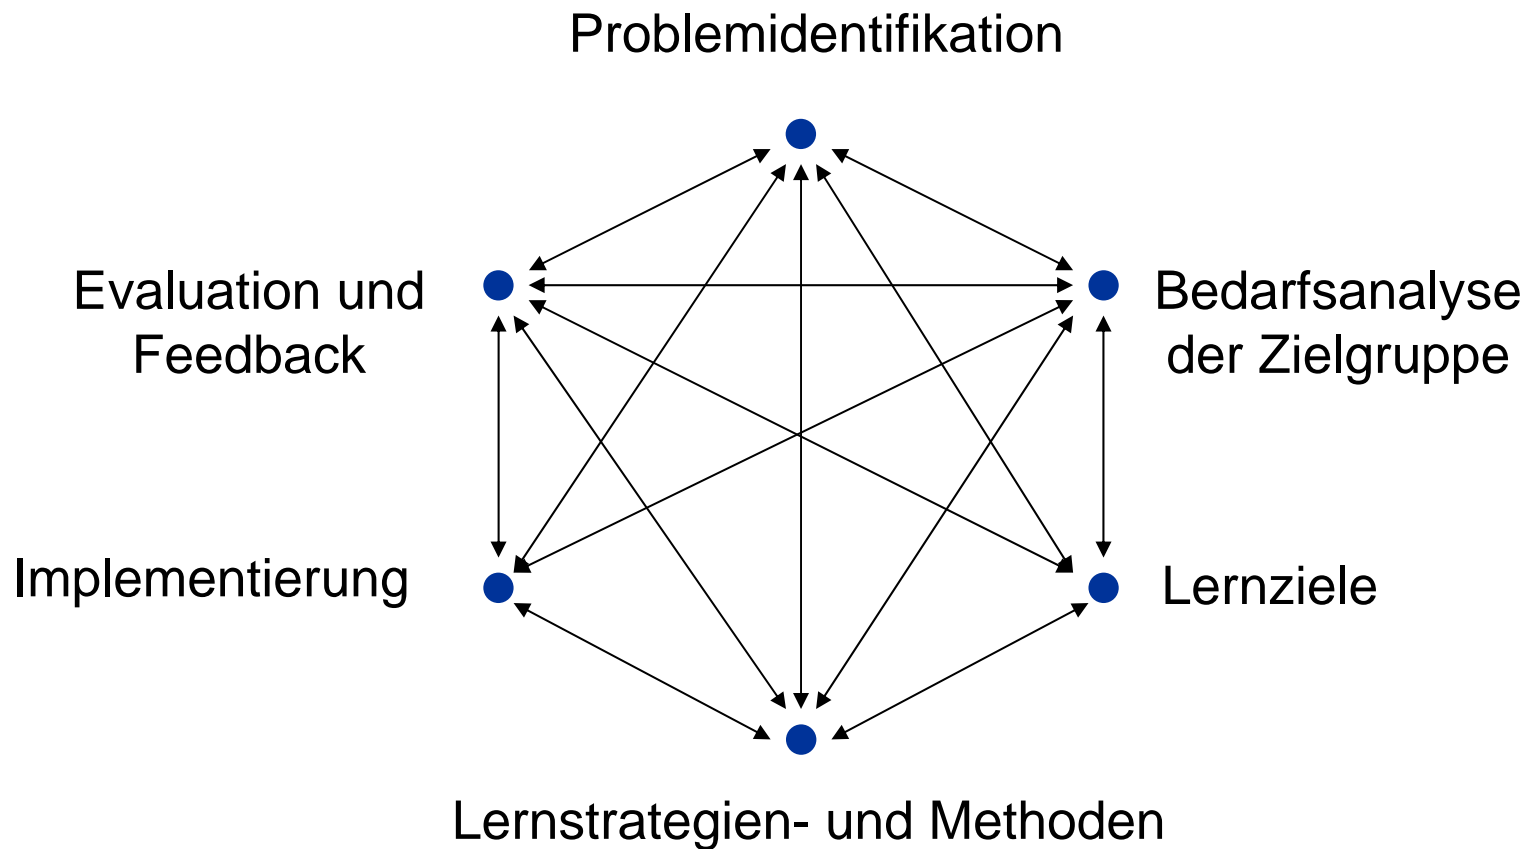 Problemidentifikation
Evaluation und
Feedback
Bedarfsanalyse
der Zielgruppe
Implementierung
Lernziele
Lernstrategien- und Methoden